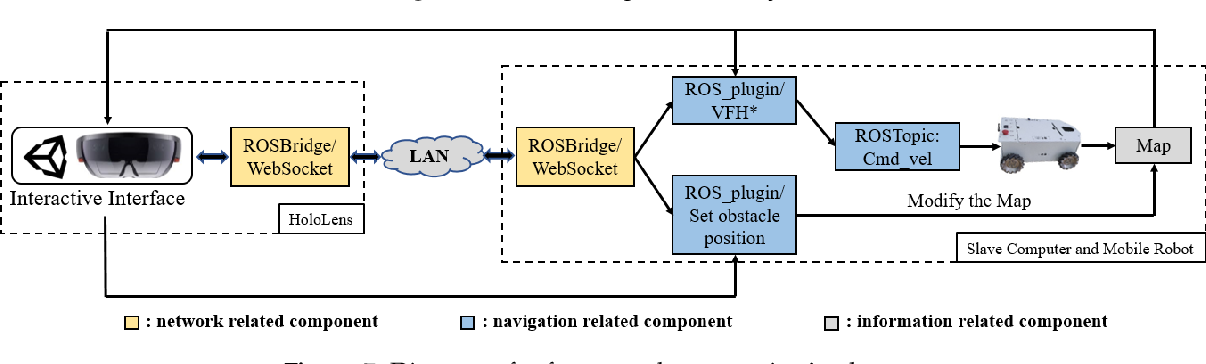 Interactive Interface
ROSBridge/
WebSocket
HoloLens
LAN
ROSBridge/
WebSocket
ROS_plugin/
VFH*
ROS_plugin/
Set obstacle
position
ROSTopic:
Cmd_vel
Map
Modify the Map
Slave Computer and Mobile Robot
: network related component
: navigation related component
: information related component